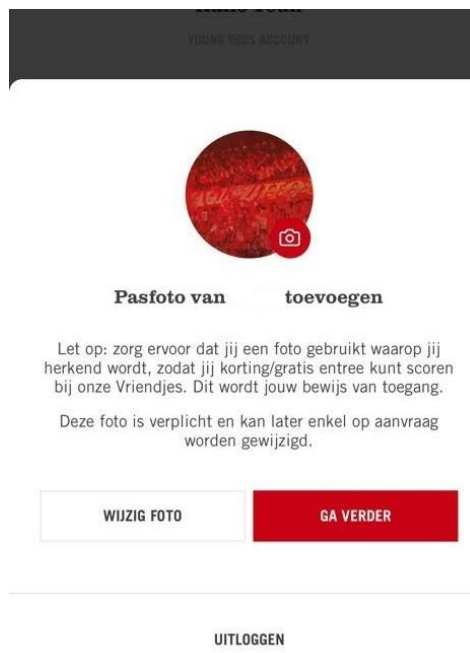 YOUNG REDS ACCOUNT
Pasfoto van toevoegen
Let op: zorg ervoor dat jij een foto gebruikt waarop jij
herkend wordt, zodat jij korting/gratis entree kunt scoren
bij onze Vriendjes. Dit wordt jouw bewijs van toegang.
Deze foto is verplicht en kan later enkel op aanvraag
worden gewijzigd.
WIJZIG FOTO
GA VERDER
UITLOGGEN